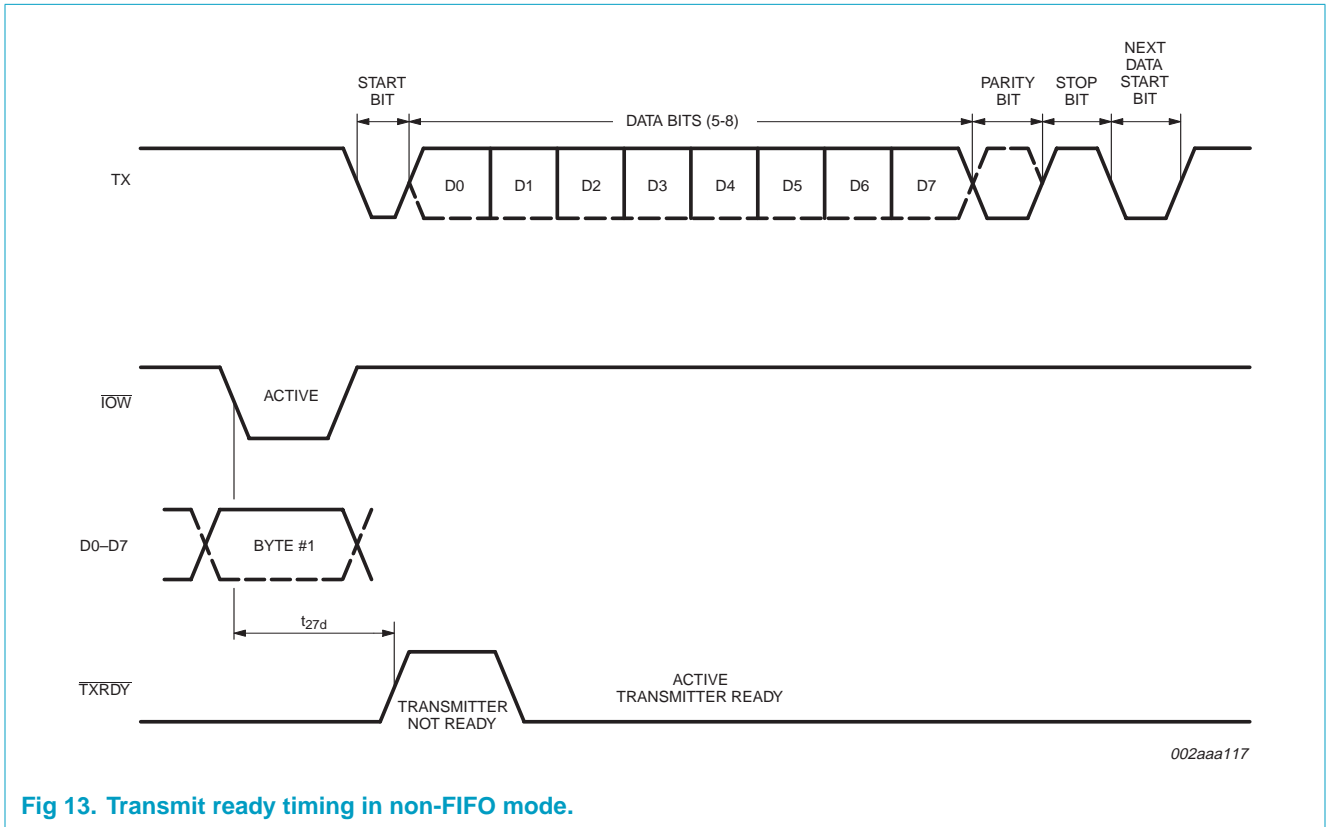 NEXT
DATA
START
BIT
START
BIT
PARITY
BIT
STOP
BIT
DATA BITS (5-8)
TX
D0
D1
D2
D3
D4
D5
D6
D7
IOW
ACTIVE
D0–D7
BYTE #1
t27d
TXRDY
TRANSMITTER
NOT READY
ACTIVE
TRANSMITTER READY
002aaa117
Fig 13. Transmit ready timing in non-FIFO mode.